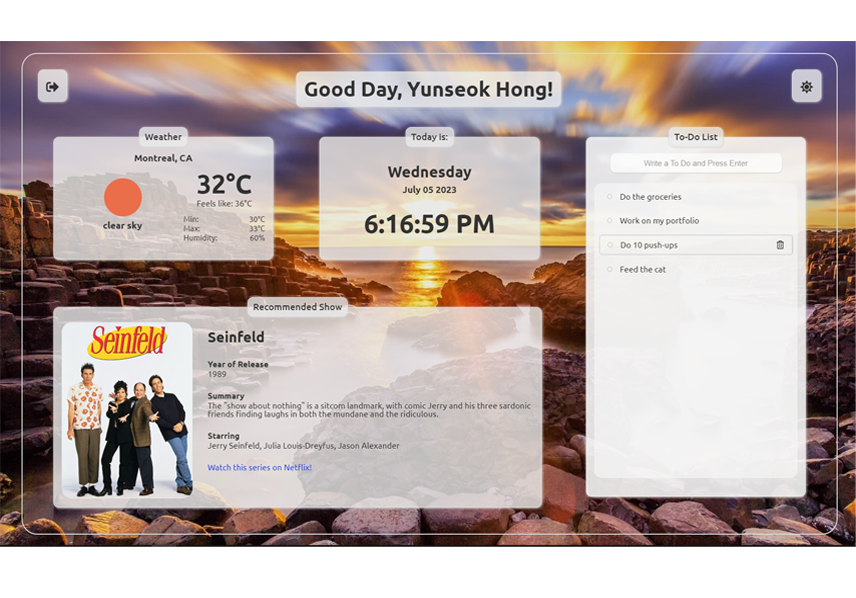 Good Day, Yunseok Hong!
Weather
Montreal, CA
32°C
Feels like: 36°C
clear sky
Min: 30°C
Max: 33°C
Humidity: 60%
Today is:
Wednesday
July 05 2023
6:16:59 PM
To-Do List
Write a To Do and Press Enter
Do the groceries
Work on my portfolio
Do 10 push-ups
Feed the cat
Recommended Show
Seinfeld
Seinfeld
Year of Release
1989
Summary
The "show about nothing" is a sitcom landmark, with comic Jerry and his three sardonic
friends finding laughs in both the mundane and the ridiculous.
Starring
Jerry Seinfeld, Julia Louis-Dreyfus, Jason Alexander
Watch this series on Netflix!